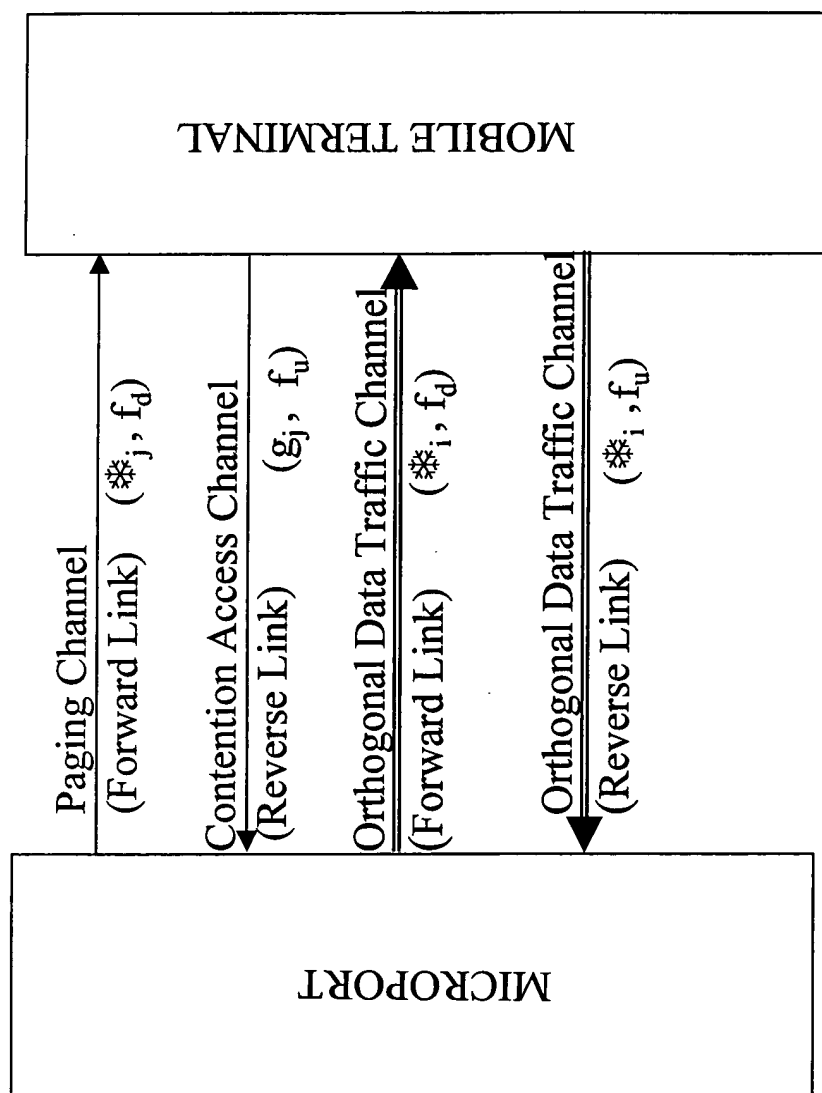 MOBILE TERMINAL
Paging Channel
(Forward Link) (❆j, fd)
Contention Access Channel
(Reverse Link) (gj, fu)
Orthogonal Data Traffic Channel
(Forward Link) (❆i, fd)
Orthogonal Data Traffic Channel
(Reverse Link) (❆i, fu)
MICROPORT